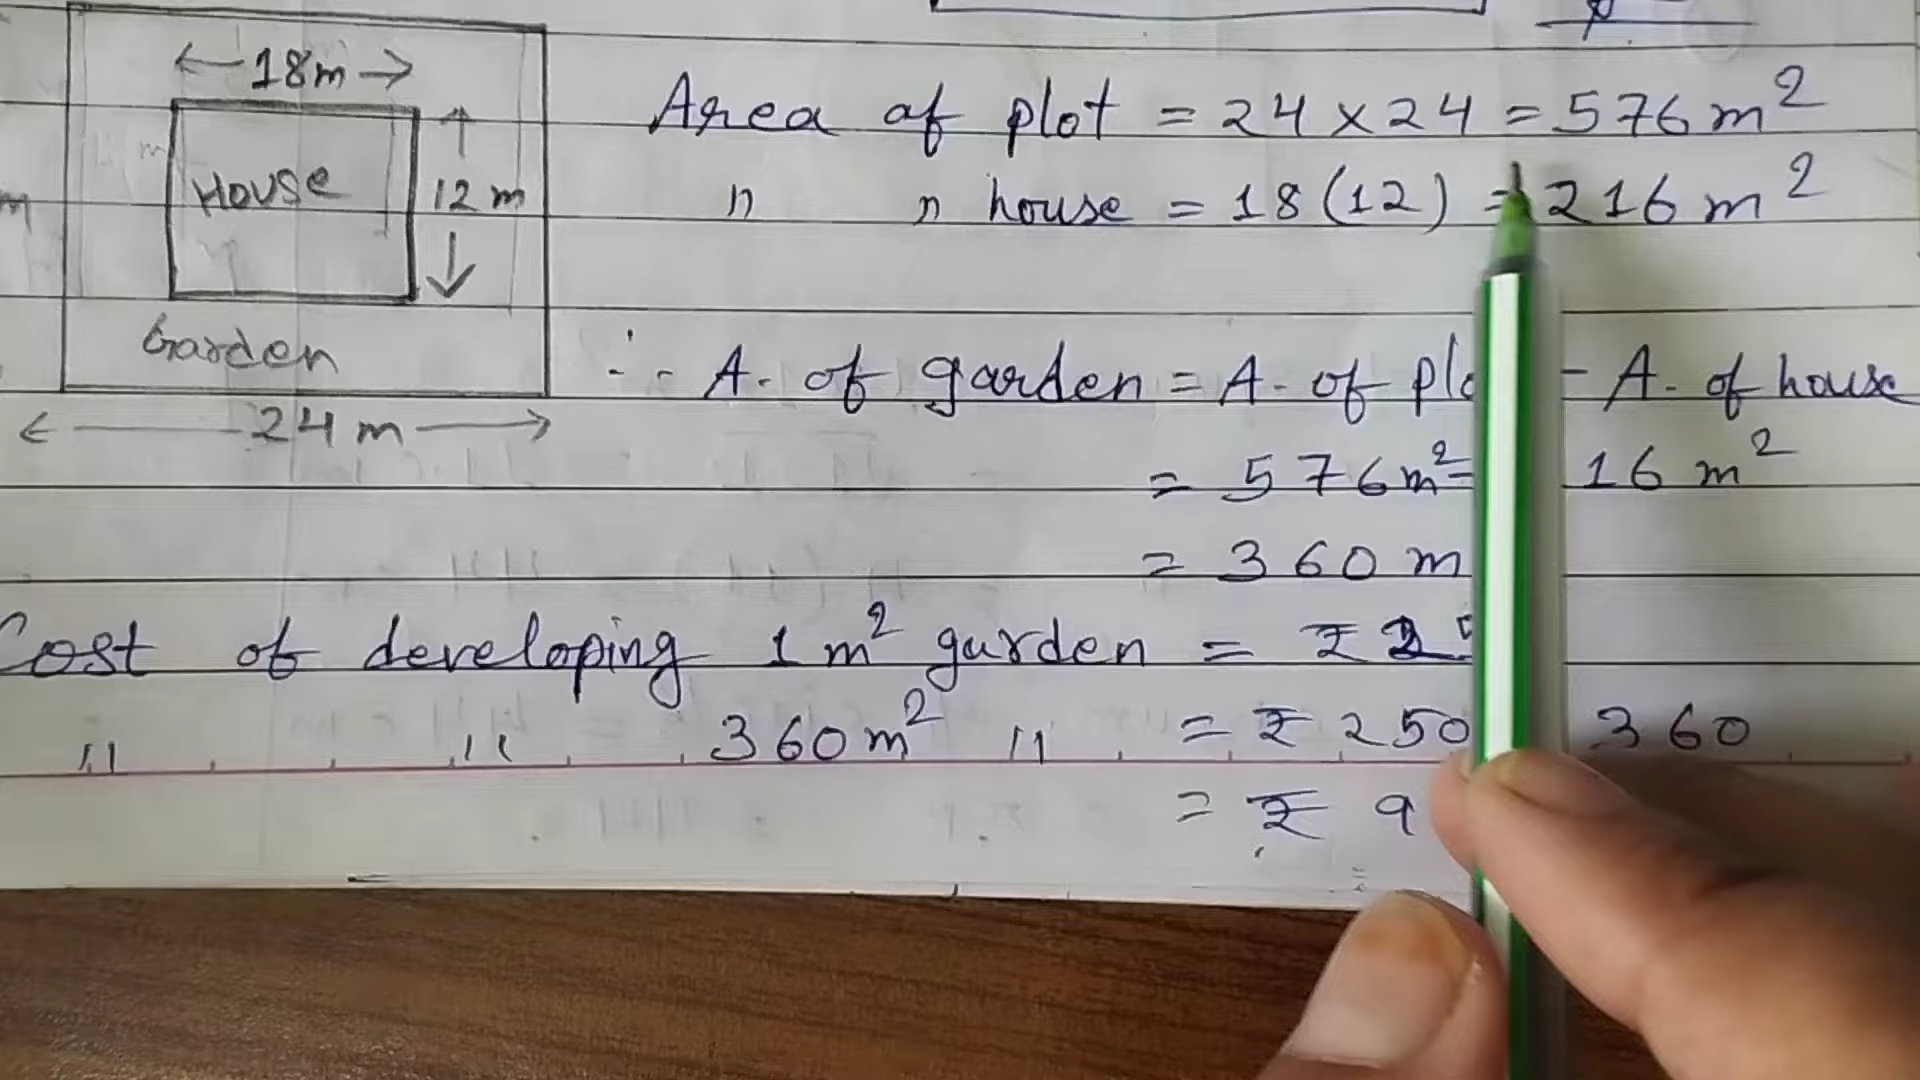 18m
Area of plot = 24 x 24 = 576 m²
House
12 m
m
" " house = 18 (12) = 216 m²
Garden
∴ A. of garden = A. of plo - A. of house
24 m
= 576 m² - 16 m²
= 360 m
Cost of developing 1 m² garden = ₹ 25
" " 360 m² " = ₹ 250 360
= ₹ 9